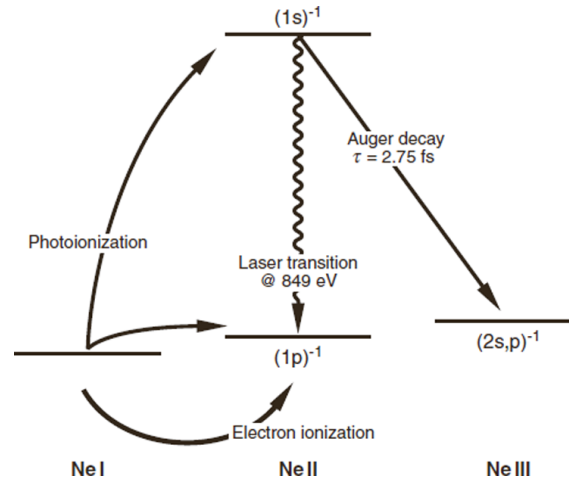 (1s)-1
Auger decay
τ = 2.75 fs
Photoionization
Laser transition
@ 849 eV
(1p)-1
(2s,p)-1
Electron ionization
Ne I
Ne II
Ne III